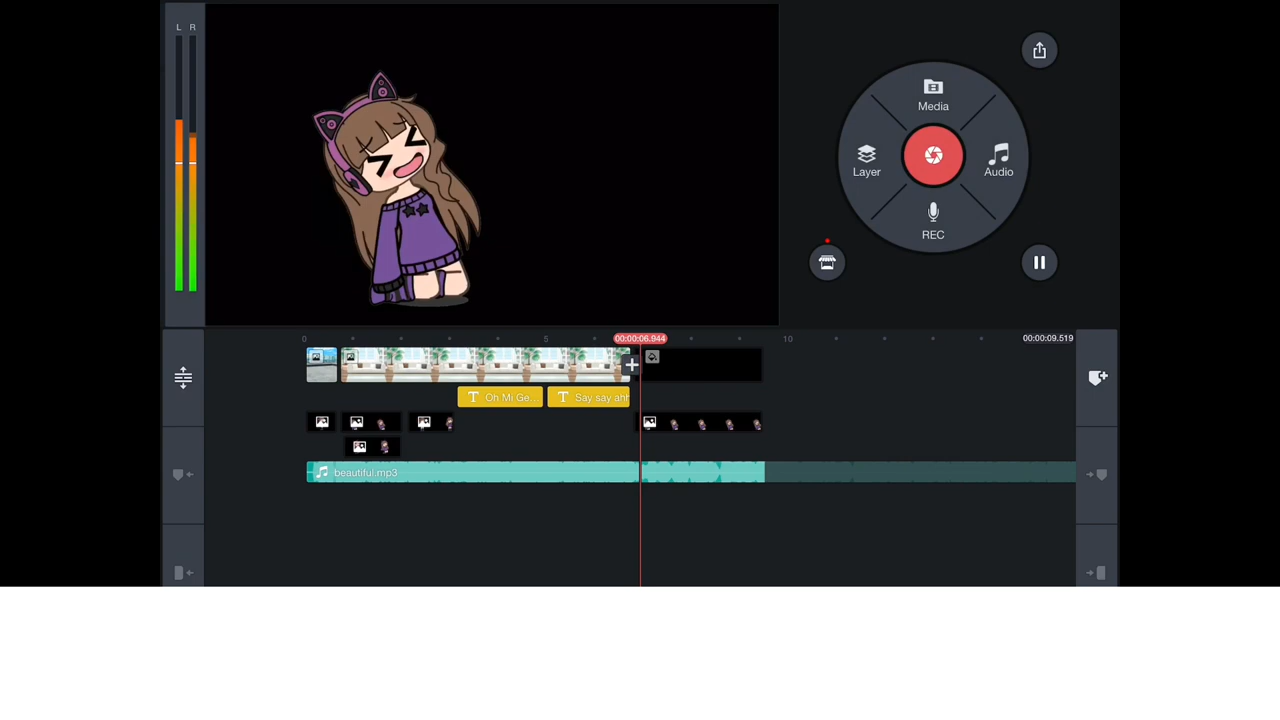 L R
Media
Layer
Audio
REC
0
5
00:00:06.944
10
00:00:09.519
T Oh Mi Ge...
T Say say ah
beautiful.mp3